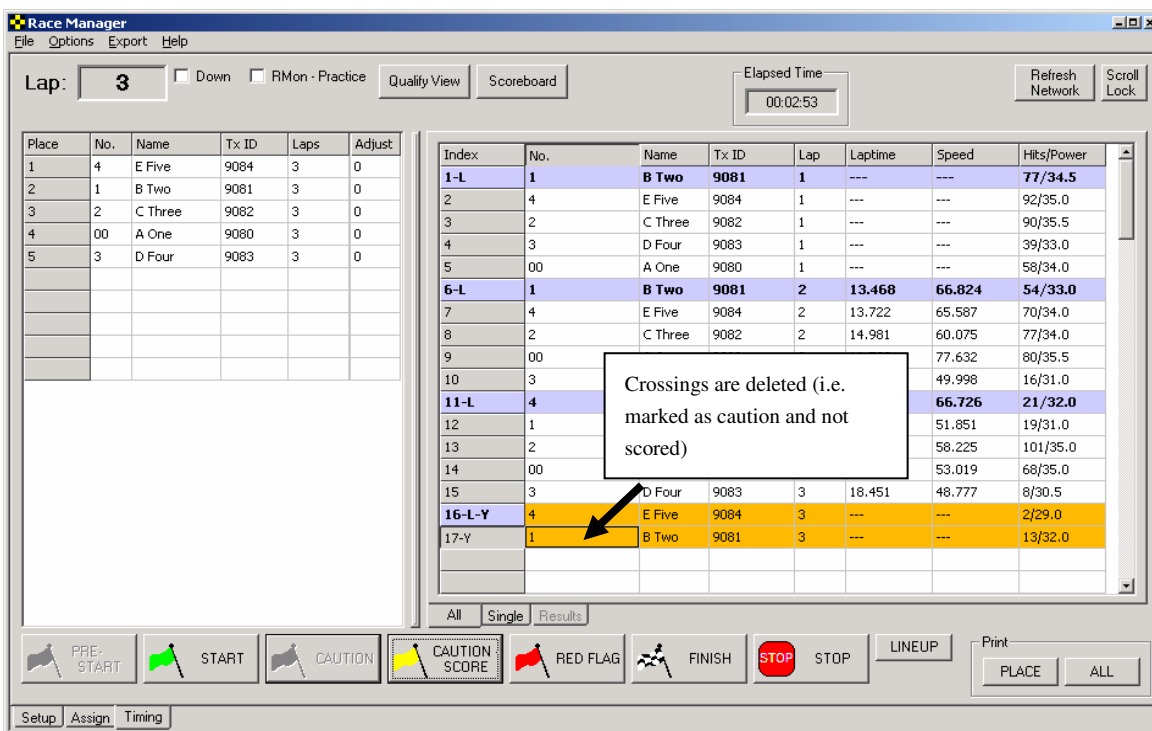 Race Manager
File Options Export Help
Lap: 3 Down RMon - Practice Qualify View Scoreboard Elapsed Time 00:02:53 Refresh Network Scroll Lock
Place No. Name Tx ID Laps Adjust
1 4 E Five 9084 3 0
2 1 B Two 9081 3 0
3 2 C Three 9082 3 0
4 00 A One 9080 3 0
5 3 D Four 9083 3 0
Index No. Name Tx ID Lap Laptime Speed Hits/Power
1-L 1 B Two 9081 1 --- --- 77/34.5
2 4 E Five 9084 1 --- --- 92/35.0
3 2 C Three 9082 1 --- --- 90/35.5
4 3 D Four 9083 1 --- --- 39/33.0
5 00 A One 9080 1 --- --- 58/34.0
6-L 1 B Two 9081 2 13.468 66.824 54/33.0
7 4 E Five 9084 2 13.722 65.587 70/34.0
8 2 C Three 9082 2 14.981 60.075 77/34.0
9 00 77.632 80/35.5
10 3 49.998 16/31.0
11-L 4 66.726 21/32.0
12 1 51.851 19/31.0
13 2 58.225 101/35.0
14 00 53.019 68/35.0
15 3 D Four 9083 3 18.451 48.777 8/30.5
16-L-Y 4 E Five 9084 3 --- --- 2/29.0
17-Y 1 B Two 9081 3 --- --- 13/32.0
Crossings are deleted (i.e.
marked as caution and not
scored)
All Single Results
PRE-START START CAUTION CAUTION SCORE RED FLAG FINISH STOP STOP LINEUP Print PLACE ALL
Setup Assign Timing